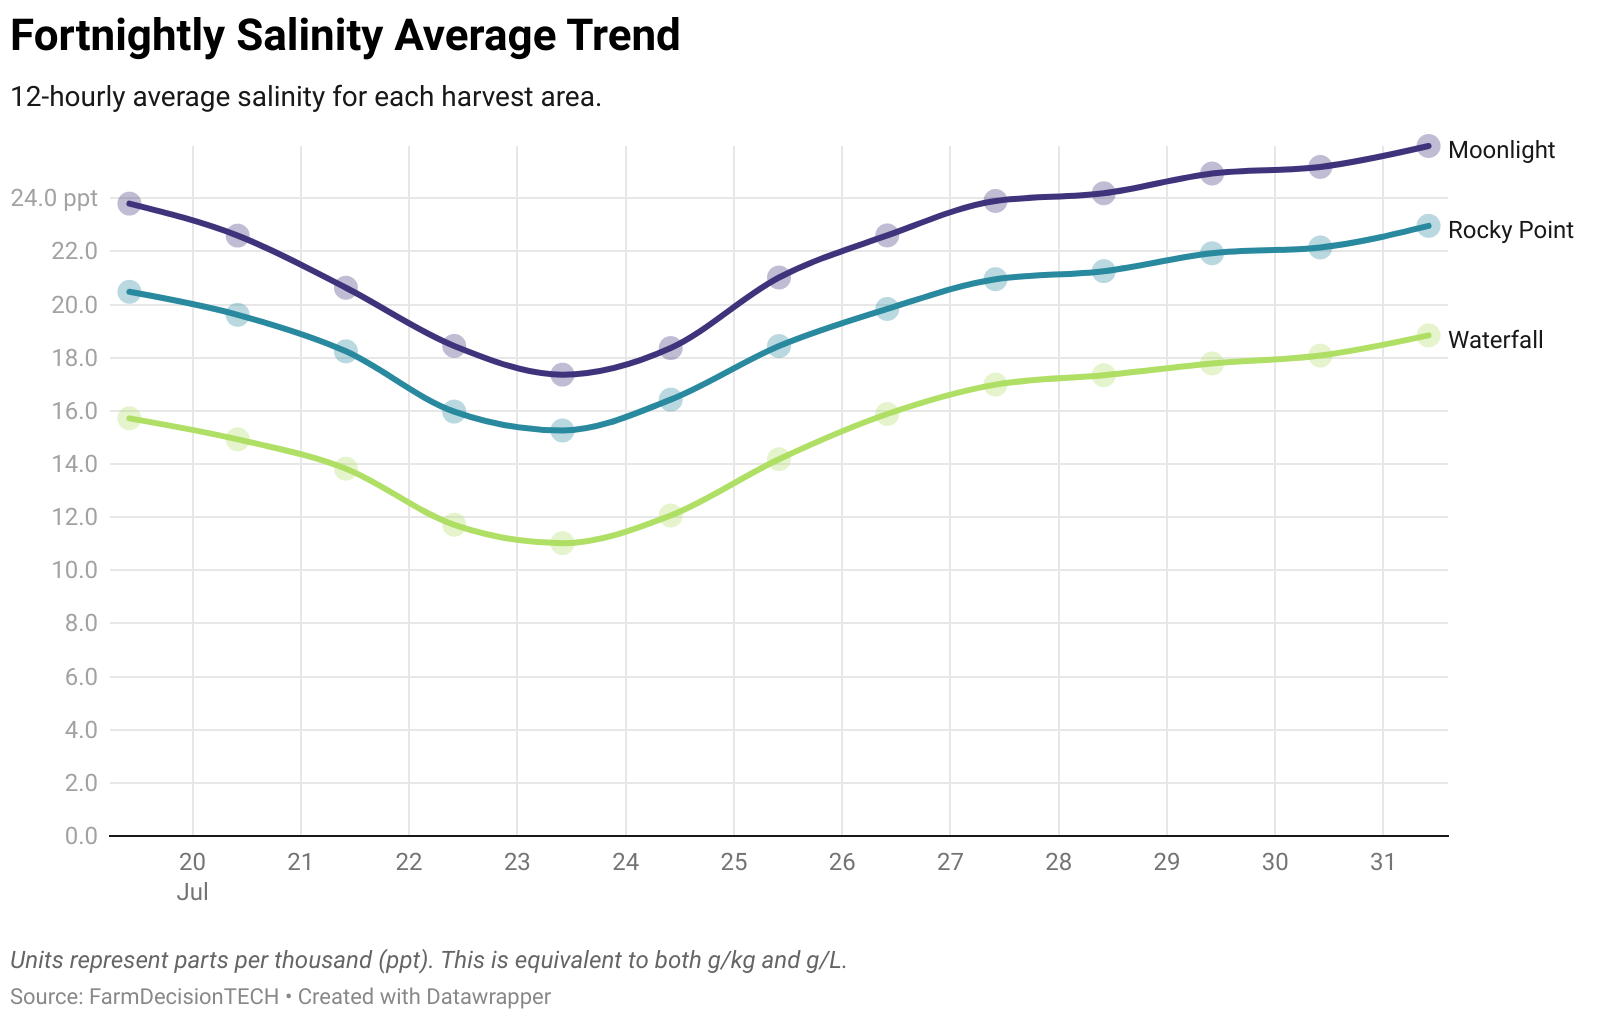 Fortnightly Salinity Average Trend
12-hourly average salinity for each harvest area.
Moonlight
24.0 ppt
Rocky Point
22.0
20.0
Waterfall
18.0
16.0
14.0
12.0
10.0
8.0
6.0
4.0
2.0
0.0
20 21 22 23 24 25 26 27 28 29 30 31
Jul
Units represent parts per thousand (ppt). This is equivalent to both g/kg and g/L.
Source: FarmDecisionTECH • Created with Datawrapper